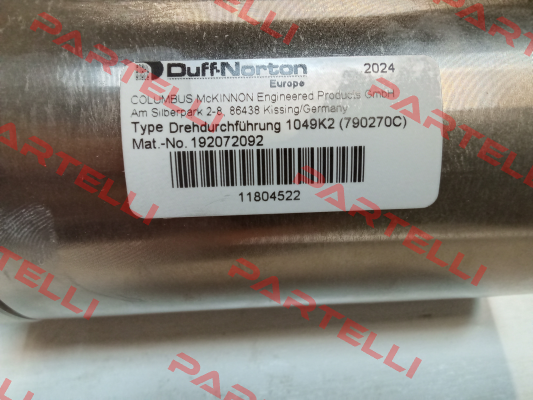 Duff-Norton 2024
Europe
COLUMBUS McKINNON Engineered Products GmbH
Am Silberpark 2-8, 86438 Kissing/Germany
Type Drehdurchführung 1049K2 (790270C)
Mat.-No. 192072092
11804522
PARTELLI
PARTELLI
PARTELLI
PARTELLI
PARTELLI